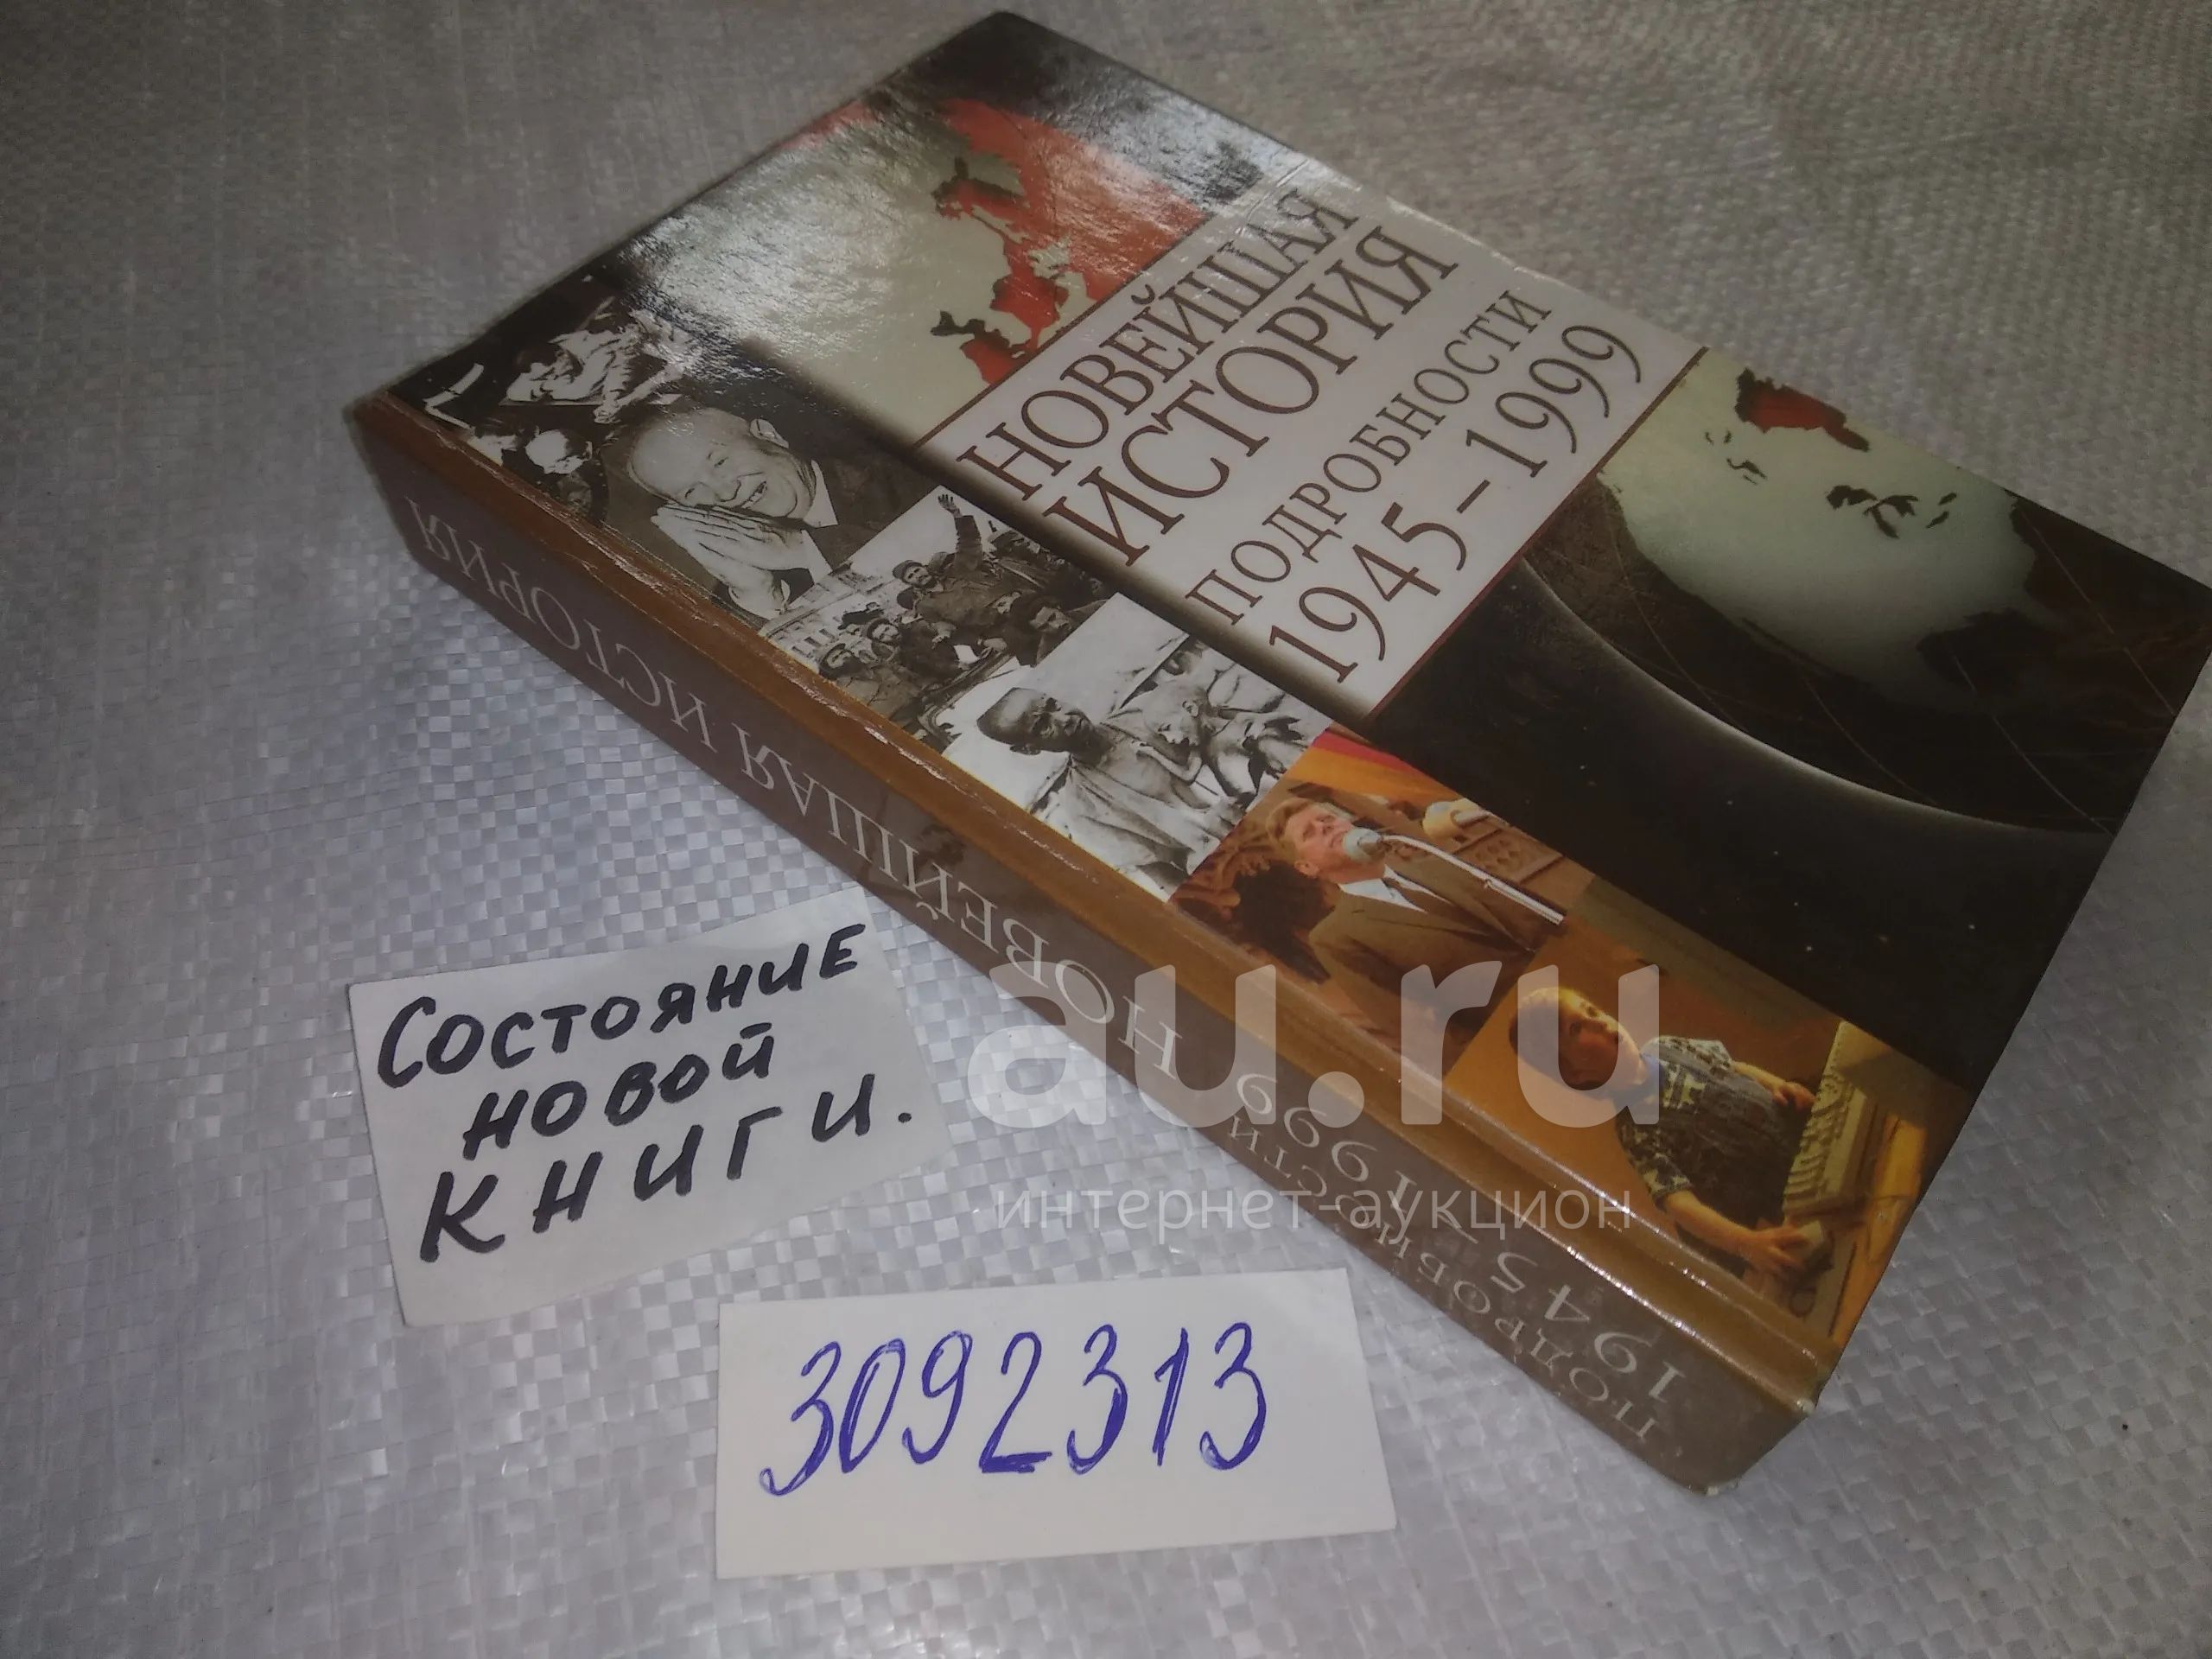 НОВЕЙШАЯ
ИСТОРИЯ
ПОДРОБНОСТИ
1945–1999
НОВЕЙШАЯ ИСТОРИЯ
ПОДРОБНОСТИ
1945–1999
Состояние
новой
книги.
3092313
au.ru
интернет-аукцион